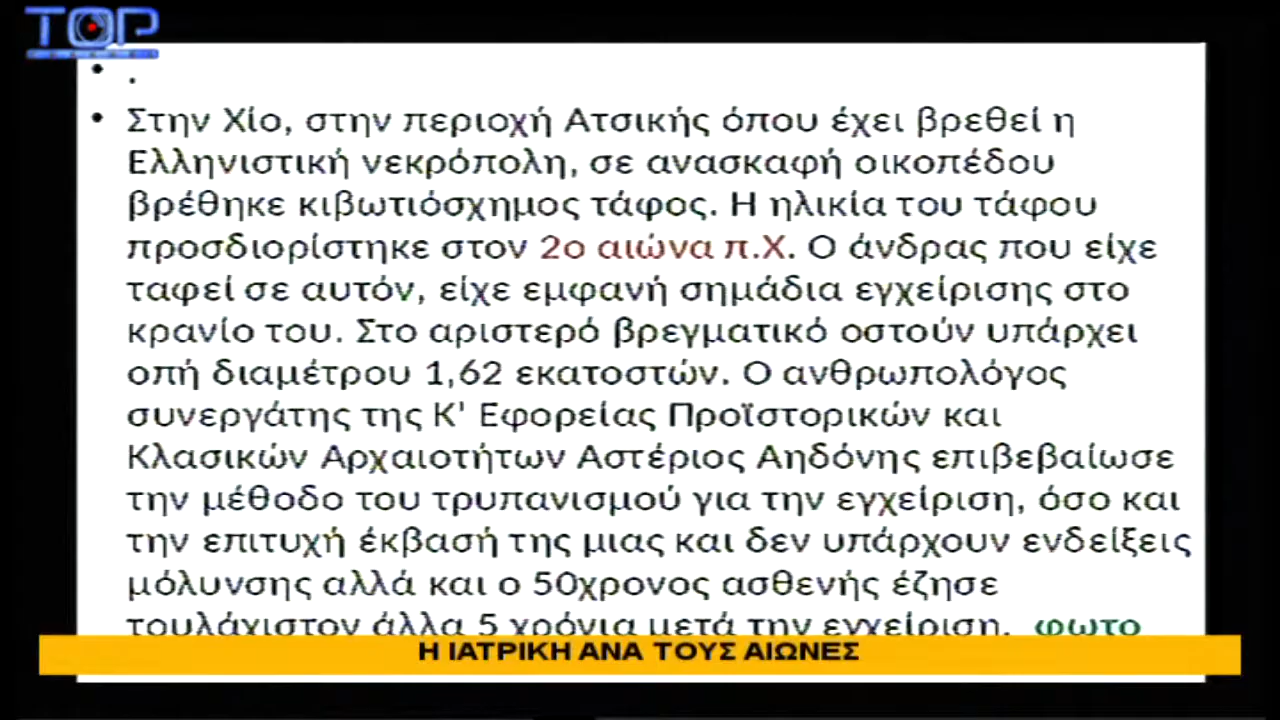 TOP
• .
• Στην Χίο, στην περιοχή Ατσικής όπου έχει βρεθεί η
Ελληνιστική νεκρόπολη, σε ανασκαφή οικοπέδου
βρέθηκε κιβωτιόσχημος τάφος. Η ηλικία του τάφου
προσδιορίστηκε στον 2ο αιώνα π.Χ. Ο άνδρας που είχε
ταφεί σε αυτόν, είχε εμφανή σημάδια εγχείρισης στο
κρανίο του. Στο αριστερό βρεγματικό οστούν υπάρχει
οπή διαμέτρου 1,62 εκατοστών. Ο ανθρωπολόγος
συνεργάτης της Κ' Εφορείας Προϊστορικών και
Κλασικών Αρχαιοτήτων Αστέριος Αηδόνης επιβεβαίωσε
την μέθοδο του τρυπανισμού για την εγχείριση, όσο και
την επιτυχή έκβασή της μιας και δεν υπάρχουν ενδείξεις
μόλυνσης αλλά και ο 50χρονος ασθενής έζησε
τουλάχιστον άλλα 5 χρόνια μετά την εγχείριση. φωτο
Η ΙΑΤΡΙΚΗ ΑΝΑ ΤΟΥΣ ΑΙΩΝΕΣ